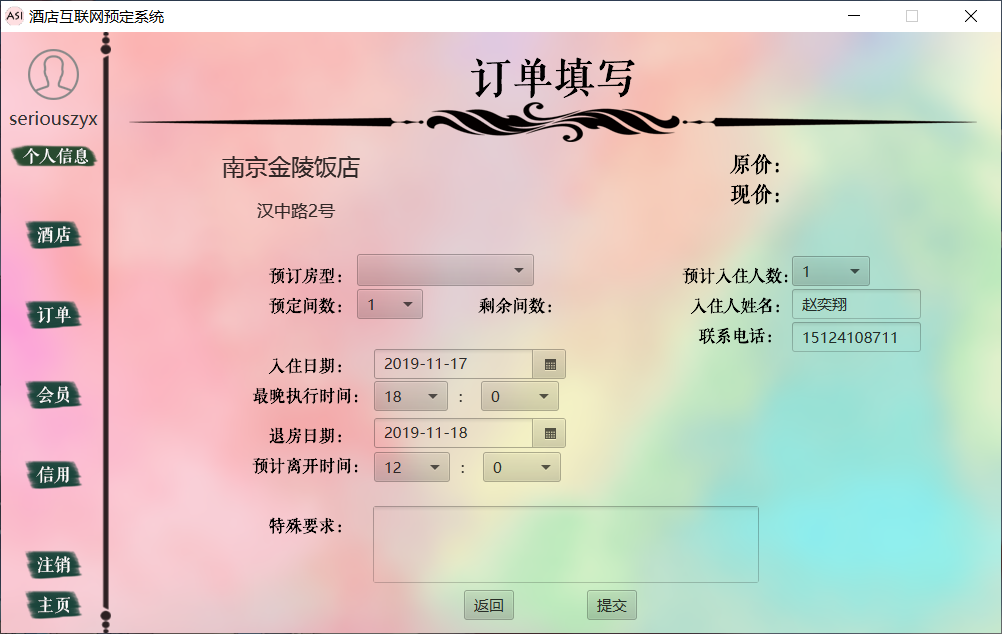 ASI 酒店互联网预定系统
seriouszyx
个人信息
酒店
订单
会员
信用
注销
主页
订单填写
南京金陵饭店
汉中路2号
原价：
现价：
预订房型：
预定间数： 1 剩余间数：
预计入住人数： 1
入住人姓名： 赵奕翔
联系电话： 15124108711
入住日期： 2019-11-17
最晚执行时间： 18 : 0
退房日期： 2019-11-18
预计离开时间： 12 : 0
特殊要求：
返回 提交